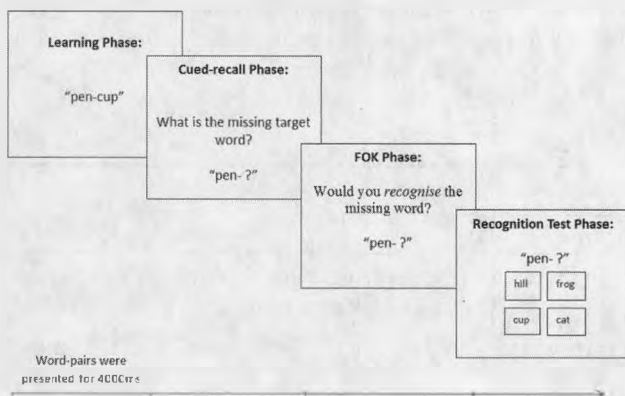 Learning Phase:
"pen-cup"
Cued-recall Phase:
What is the missing target
word?
"pen- ?"
FOK Phase:
Would you recognise the
missing word?
"pen- ?"
Recognition Test Phase:
"pen- ?"
hill frog
cup cat
Word-pairs were
presented for 4000ms